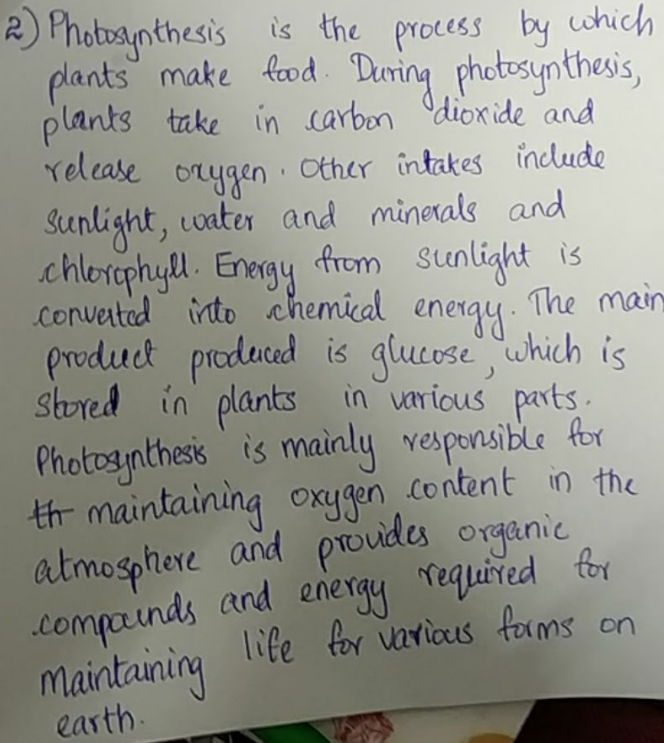 2) Photosynthesis is the process by which
plants make food. During photosynthesis,
plants take in carbon dioxide and
release oxygen. Other intakes include
sunlight, water and minerals and
chlorophyll. Energy from sunlight is
converted into chemical energy. The main
product produced is glucose, which is
stored in plants in various parts.
Photosynthesis is mainly responsible for
th maintaining oxygen content in the
atmosphere and provides organic
compounds and energy required for
maintaining life for various forms on
earth.